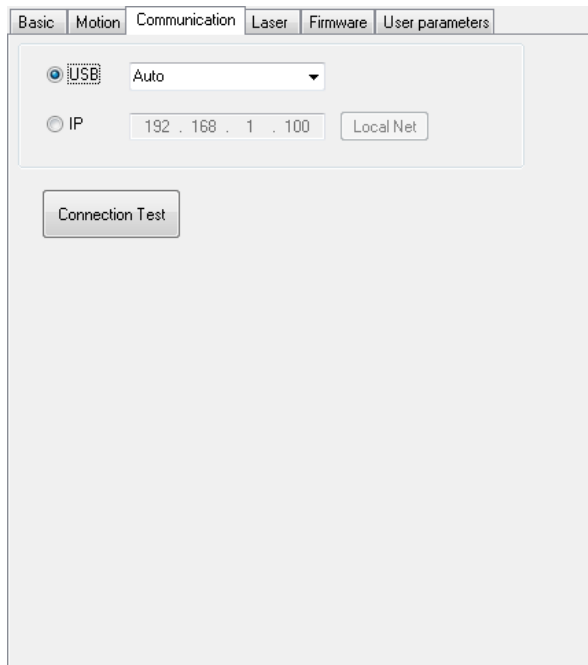 Basic Motion Communication Laser Firmware User parameters
USB Auto
IP 192 . 168 . 1 . 100 Local Net
Connection Test